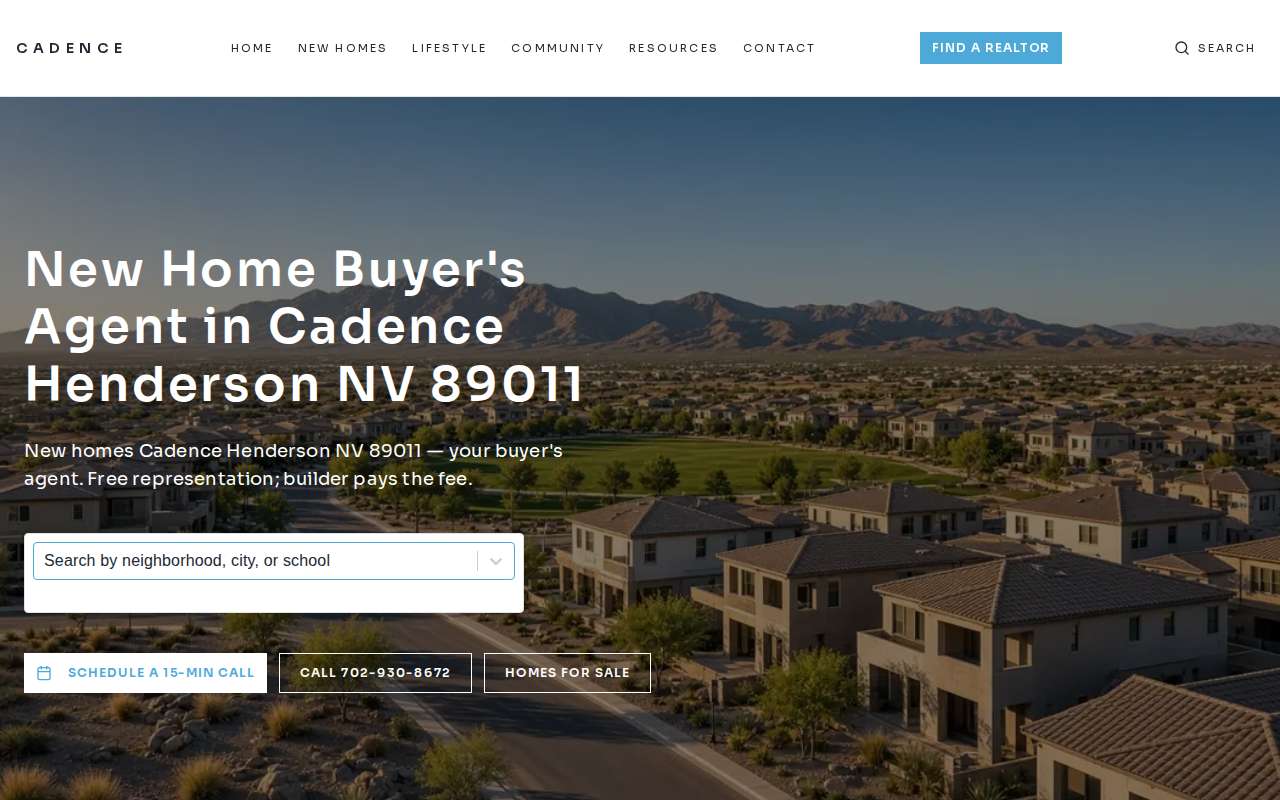 CADENCE
HOME
NEW HOMES
LIFESTYLE
COMMUNITY
RESOURCES
CONTACT
FIND A REALTOR
SEARCH
New Home Buyer's
Agent in Cadence
Henderson NV 89011
New homes Cadence Henderson NV 89011 — your buyer's
agent. Free representation; builder pays the fee.
Search by neighborhood, city, or school
SCHEDULE A 15-MIN CALL
CALL 702-930-8672
HOMES FOR SALE